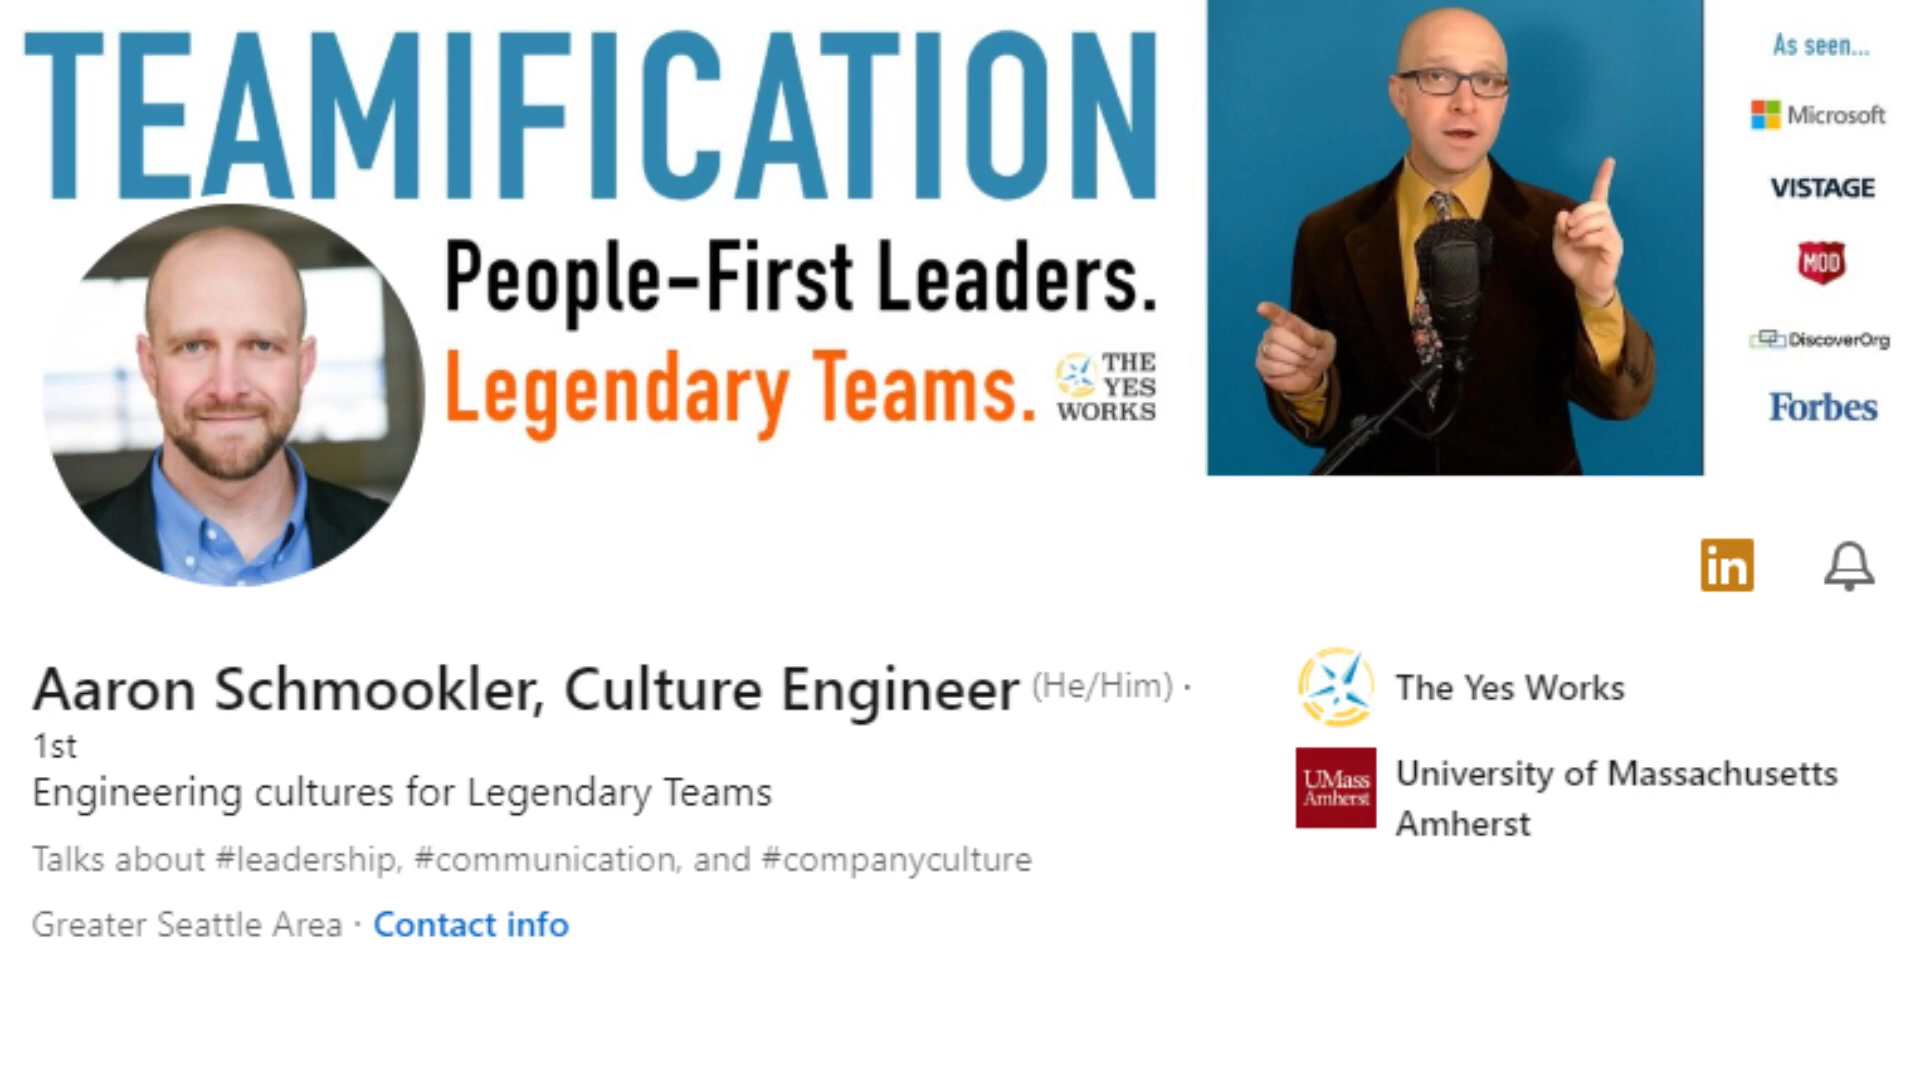 TEAMIFICATION
People-First Leaders.
Legendary Teams.
THE
YES
WORKS
As seen...
Microsoft
VISTAGE
MOD
DiscoverOrg
Forbes
in
Aaron Schmookler, Culture Engineer (He/Him) ·
1st
Engineering cultures for Legendary Teams
Talks about #leadership, #communication, and #companyculture
Greater Seattle Area · Contact info
The Yes Works
UMass
Amherst
University of Massachusetts
Amherst